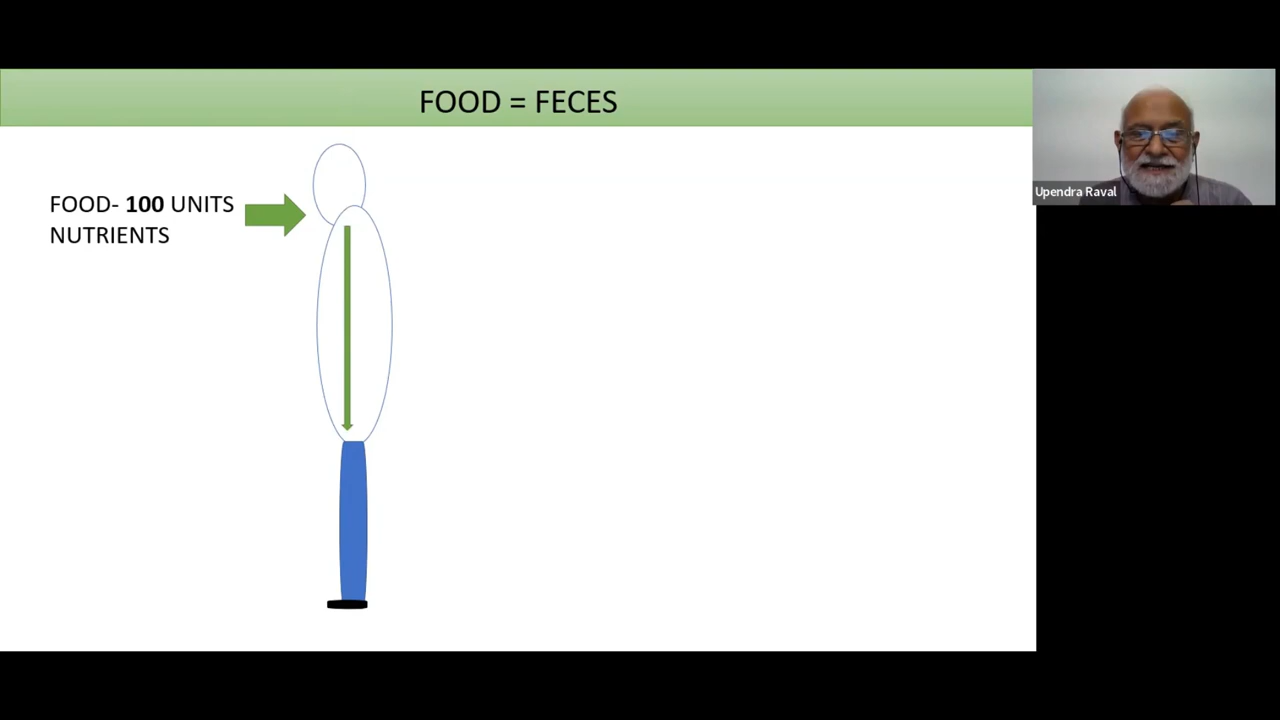 FOOD = FECES
FOOD- 100 UNITS
NUTRIENTS
Upendra Raval